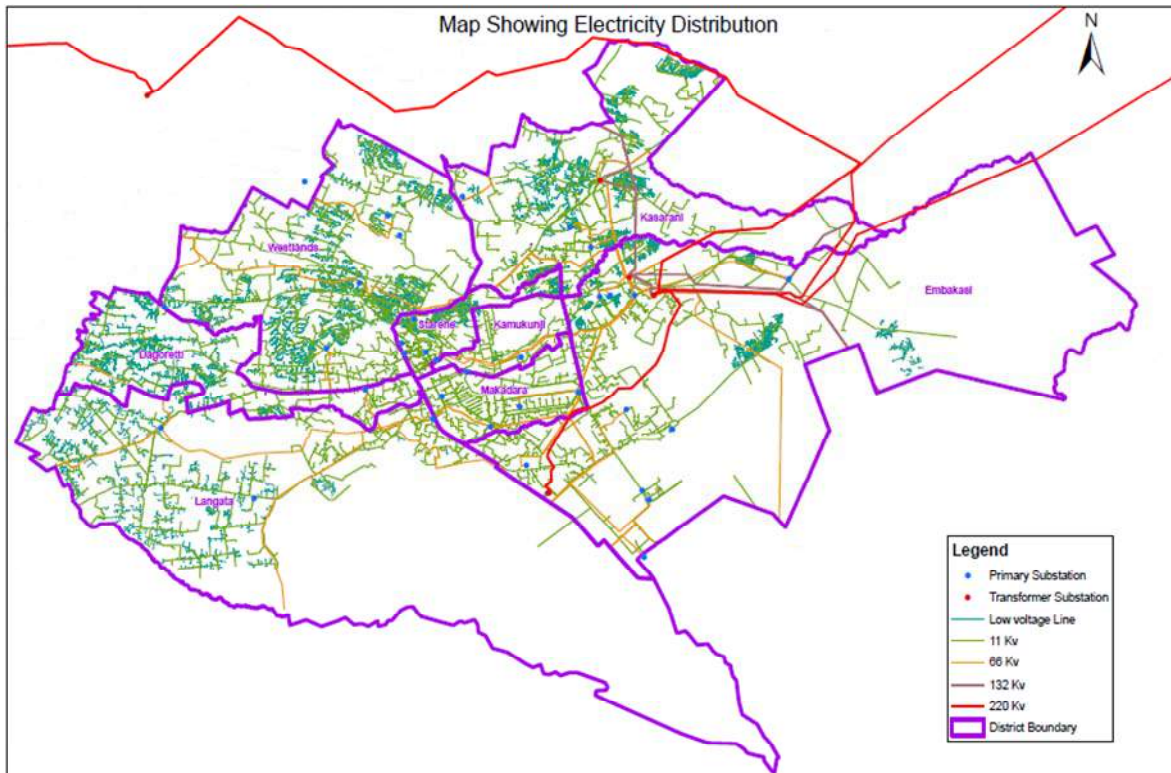 Map Showing Electricity Distribution
N
Kasarani
Westlands
Embakasi
Starehe
Kamukunji
Dagoretti
Makadara
Langata
Legend
Primary Substation
Transformer Substation
Low voltage Line
11 Kv
66 Kv
132 Kv
220 Kv
District Boundary